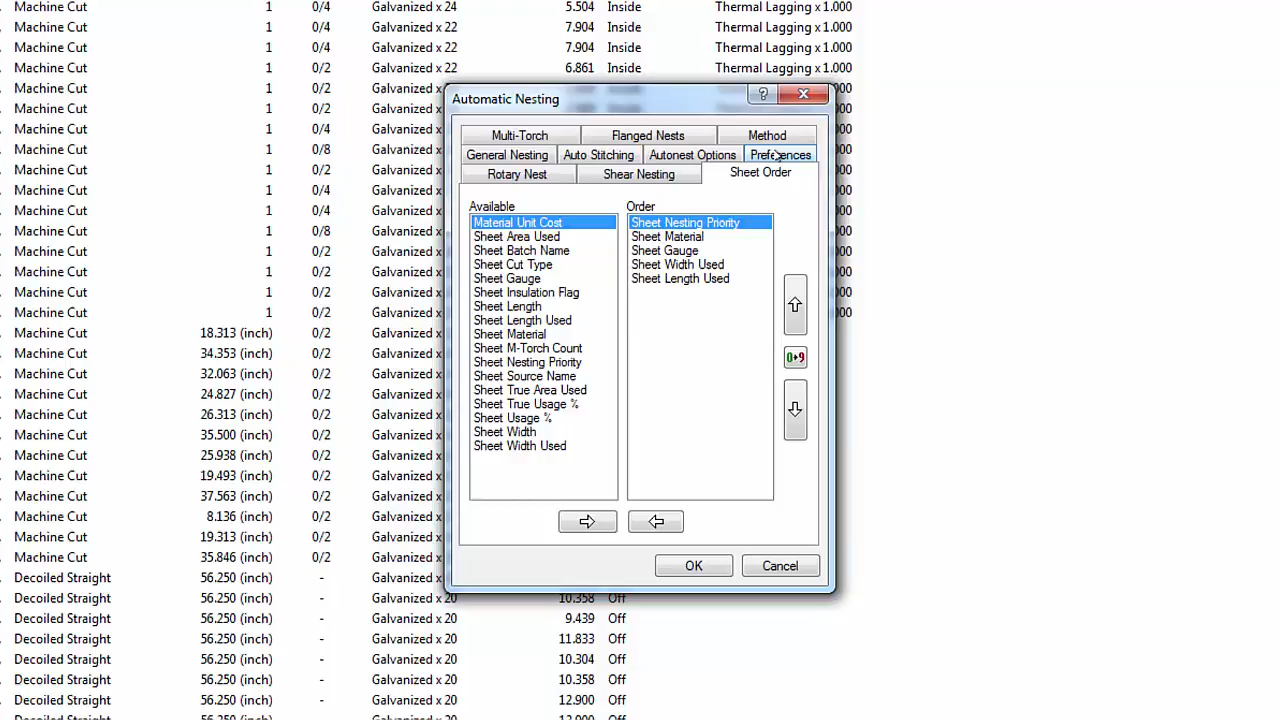 Machine Cut 1 0/4 Galvanized x 24 5.504 Inside Thermal Lagging x 1.000
Machine Cut 1 0/4 Galvanized x 22 7.904 Inside Thermal Lagging x 1.000
Machine Cut 1 0/4 Galvanized x 22 7.904 Inside Thermal Lagging x 1.000
Machine Cut 1 0/2 Galvanized x 22 6.861 Inside Thermal Lagging x 1.000
Machine Cut 1 0/2 Galvanized x
Machine Cut 1 0/2 Galvanized x
Machine Cut 1 0/4 Galvanized x
Machine Cut 1 0/8 Galvanized x
Machine Cut 1 0/2 Galvanized x
Machine Cut 1 0/4 Galvanized x
Machine Cut 1 0/4 Galvanized x
Machine Cut 1 0/8 Galvanized x
Machine Cut 1 0/2 Galvanized x
Machine Cut 1 0/2 Galvanized x 000
Machine Cut 1 0/2 Galvanized x 000
Machine Cut 1 0/2 Galvanized x 000
Machine Cut 18.313 (inch) 0/2 Galvanized x
Machine Cut 34.353 (inch) 0/2 Galvanized x
Machine Cut 32.063 (inch) 0/2 Galvanized x
Machine Cut 24.827 (inch) 0/2 Galvanized x
Machine Cut 26.313 (inch) 0/2 Galvanized x
Machine Cut 35.500 (inch) 0/2 Galvanized x
Machine Cut 25.938 (inch) 0/2 Galvanized x
Machine Cut 19.493 (inch) 0/2 Galvanized x
Machine Cut 37.563 (inch) 0/2 Galvanized x
Machine Cut 8.136 (inch) 0/2 Galvanized x
Machine Cut 19.313 (inch) 0/2 Galvanized x
Machine Cut 35.846 (inch) 0/2 Galvanized x
Decoiled Straight 56.250 (inch) - Galvanized x
Decoiled Straight 56.250 (inch) - Galvanized x 20 10.358 Off
Decoiled Straight 56.250 (inch) - Galvanized x 20 9.439 Off
Decoiled Straight 56.250 (inch) - Galvanized x 20 11.833 Off
Decoiled Straight 56.250 (inch) - Galvanized x 20 10.304 Off
Decoiled Straight 56.250 (inch) - Galvanized x 20 10.358 Off
Decoiled Straight 56.250 (inch) - Galvanized x 20 12.900 Off
Decoiled Straight 56.250 (inch) - Galvanized x 20 12.900 Off
Automatic Nesting
Multi-Torch Flanged Nests Method
General Nesting Auto Stitching Autonest Options Preferences
Rotary Nest Shear Nesting Sheet Order
Available
Material Unit Cost
Sheet Area Used
Sheet Batch Name
Sheet Cut Type
Sheet Gauge
Sheet Insulation Flag
Sheet Length
Sheet Length Used
Sheet Material
Sheet M-Torch Count
Sheet Nesting Priority
Sheet Source Name
Sheet True Area Used
Sheet True Usage %
Sheet Usage %
Sheet Width
Sheet Width Used
Order
Sheet Nesting Priority
Sheet Material
Sheet Gauge
Sheet Width Used
Sheet Length Used
0→9
OK Cancel